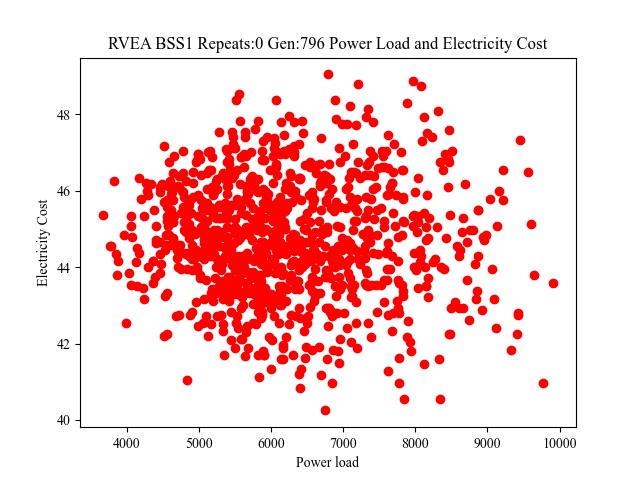 RVEA BSS1 Repeats:0 Gen:796 Power Load and Electricity Cost
48
46
44
42
40
Electricity Cost
4000 5000 6000 7000 8000 9000 10000
Power load